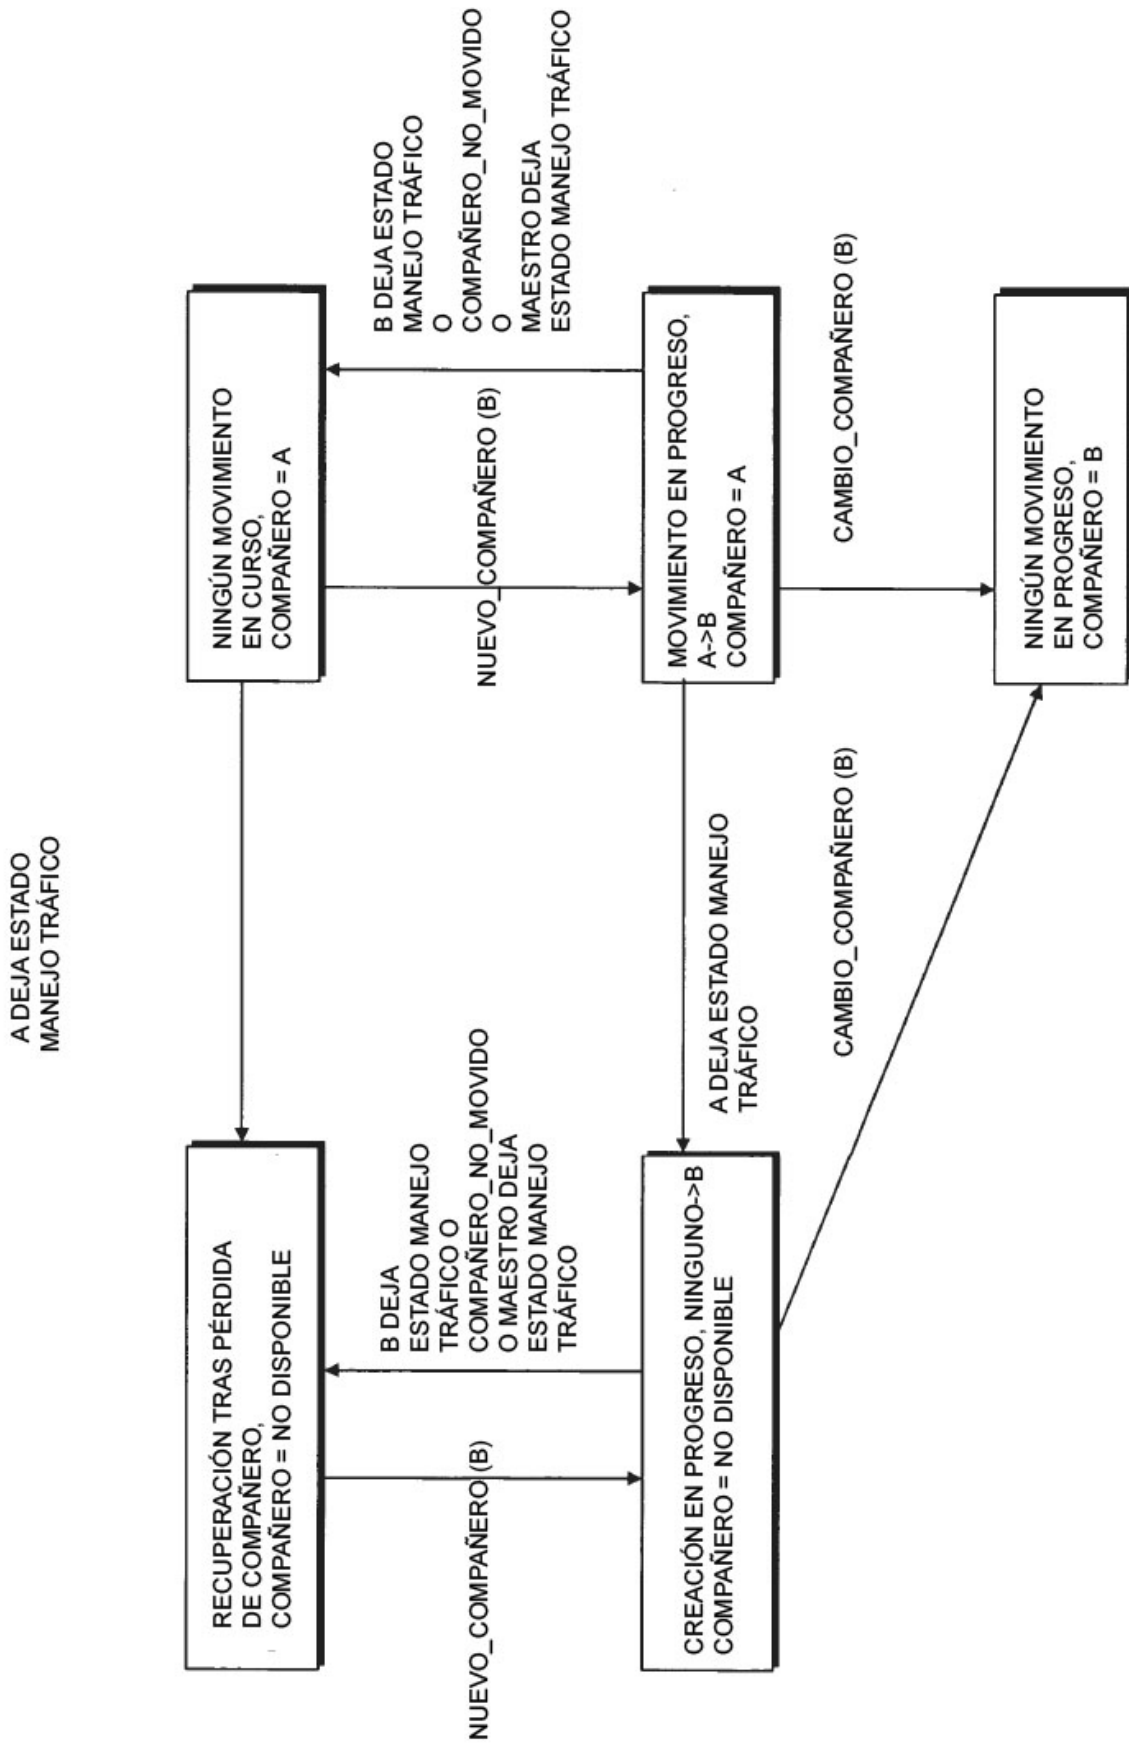 A DEJA ESTADO
MANEJO TRÁFICO
RECUPERACIÓN TRAS PÉRDIDA
DE COMPAÑERO,
COMPAÑERO = NO DISPONIBLE
NINGÚN MOVIMIENTO
EN CURSO,
COMPAÑERO = A
NUEVO_COMPAÑERO (B)
B DEJA
ESTADO MANEJO
TRÁFICO O
COMPAÑERO_NO_MOVIDO
O MAESTRO DEJA
ESTADO MANEJO
TRÁFICO
NUEVO_COMPAÑERO (B)
B DEJA ESTADO
MANEJO TRÁFICO
O
COMPAÑERO_NO_MOVIDO
O
MAESTRO DEJA
ESTADO MANEJO TRÁFICO
CREACIÓN EN PROGRESO, NINGUNO->B
COMPAÑERO = NO DISPONIBLE
A DEJA ESTADO MANEJO
TRÁFICO
MOVIMIENTO EN PROGRESO,
A->B
COMPAÑERO = A
CAMBIO_COMPAÑERO (B)
CAMBIO_COMPAÑERO (B)
NINGÚN MOVIMIENTO
EN PROGRESO,
COMPAÑERO = B